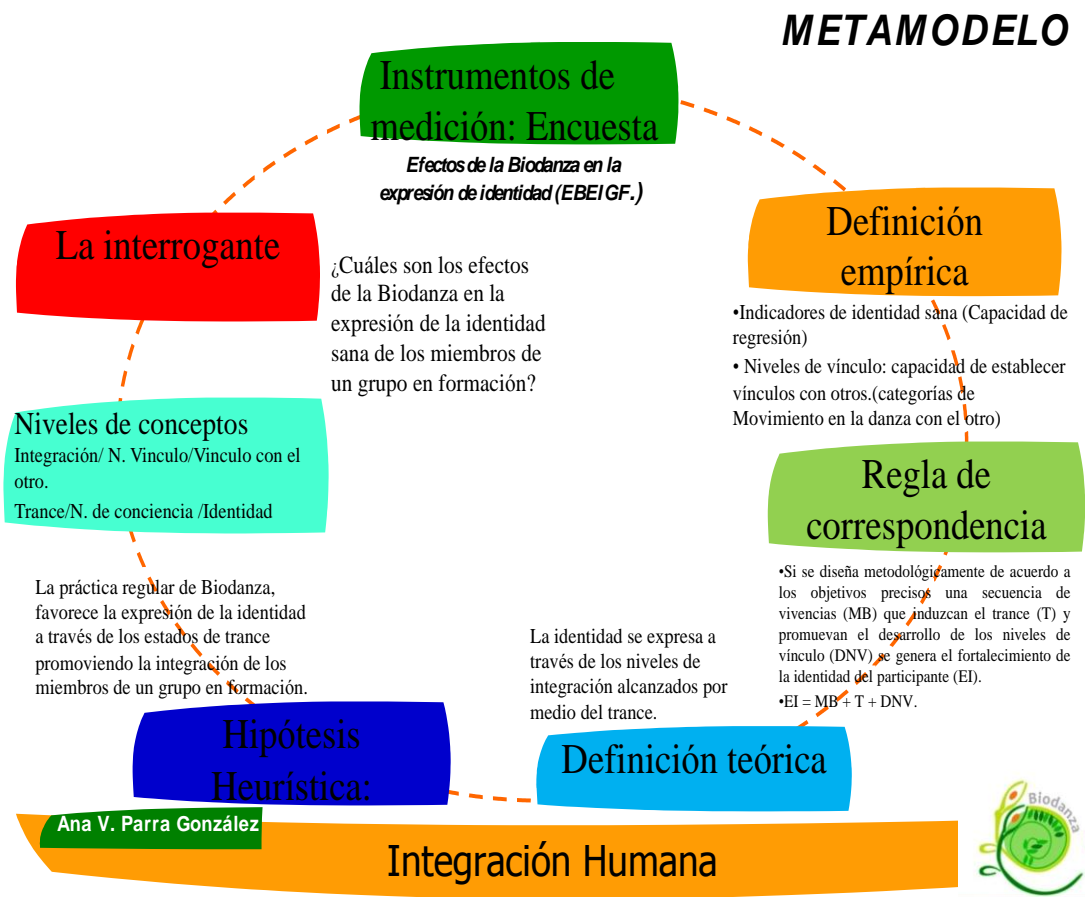 METAMODELO
Instrumentos de
medición: Encuesta
Efectos de la Biodanza en la
expresión de identidad (EBEIGF.)
La interrogante
¿Cuáles son los efectos
de la Biodanza en la
expresión de la identidad
sana de los miembros de
un grupo en formación?
Definición
empírica
•Indicadores de identidad sana (Capacidad de
regresión)
• Niveles de vínculo: capacidad de establecer
vínculos con otros.(categorías de
Movimiento en la danza con el otro)
Niveles de conceptos
Integración/ N. Vinculo/Vinculo con el
otro.
Trance/N. de conciencia /Identidad
Regla de
correspondencia
•Si se diseña metodológicamente de acuerdo a
los objetivos precisos una secuencia de
vivencias (MB) que induzcan el trance (T) y
promuevan el desarrollo de los niveles de
vínculo (DNV) se genera el fortalecimiento de
la identidad del participante (EI).
•EI = MB + T + DNV.
La práctica regular de Biodanza,
favorece la expresión de la identidad
a través de los estados de trance
promoviendo la integración de los
miembros de un grupo en formación.
Hipótesis
Heurística:
La identidad se expresa a
través de los niveles de
integración alcanzados por
medio del trance.
Definición teórica
Ana V. Parra González
Integración Humana
Biodanza